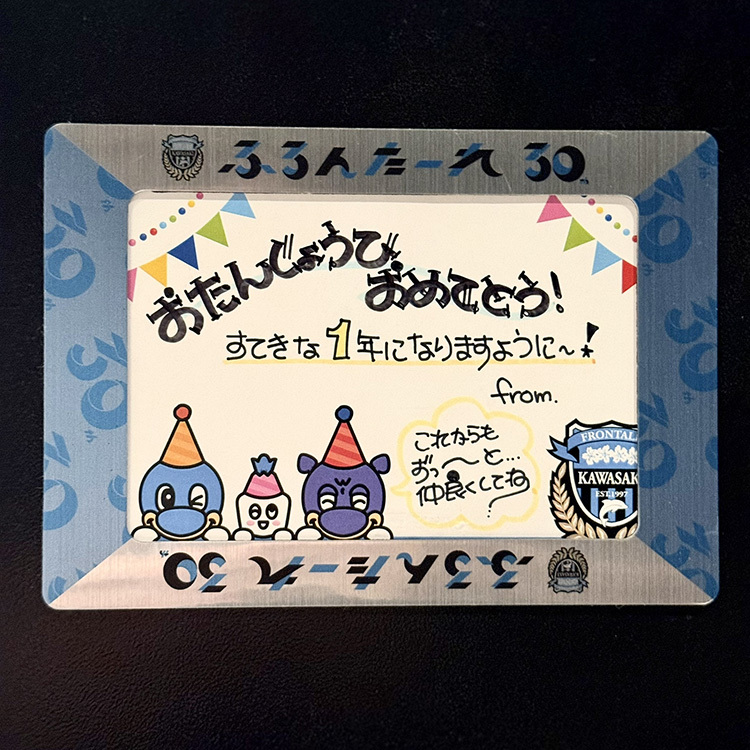 ふろんたーれ 30
おたんじょうび
おめでとう!
すてきな1年になりますように〜!
from.
これからも
ずっ〜と...
仲良くしてね
FRONTALE
KAWASAKI
EST.1997
ふろんたーれ 30